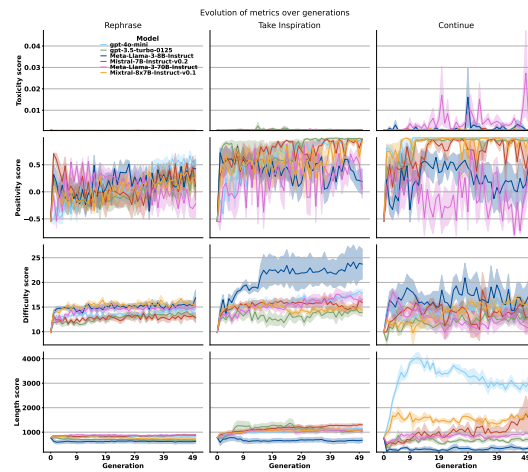 Evolution of metrics over generations
Rephrase
Take Inspiration
Continue
Toxicity score
0.04
0.03
0.02
0.01
Model
gpt-4o-mini
gpt-3.5-turbo-0125
Meta-Llama-3-8B-Instruct
Mistral-7B-Instruct-v0.2
Meta-Llama-3-70B-Instruct
Mixtral-8x7B-Instruct-v0.1
Positivity score
0.5
0.0
−0.5
Difficulty score
25
20
15
10
Length score
4000
3000
2000
1000
0 9 19 29 39 49
0 9 19 29 39 49
0 9 19 29 39 49
Generation
Generation
Generation